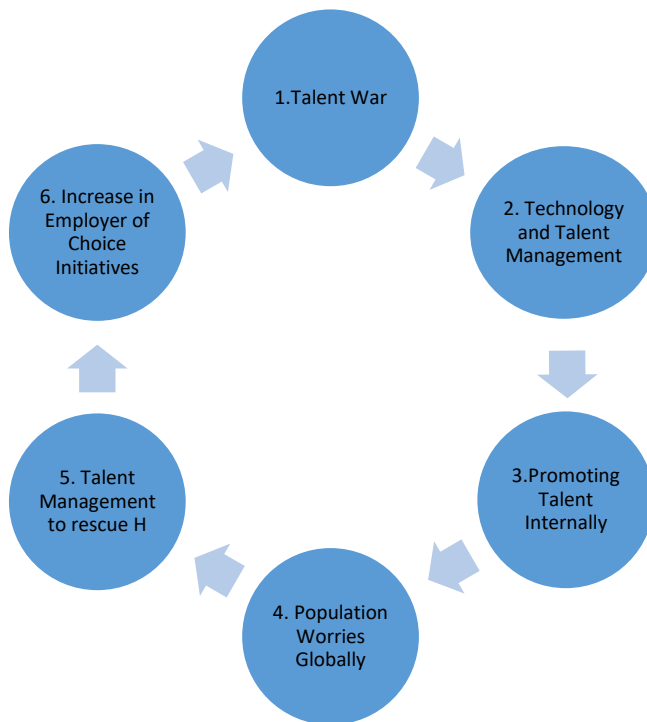 1.Talent War
2. Technology
and Talent
Management
3.Promoting
Talent
Internally
4. Population
Worries
Globally
5. Talent
Management
to rescue H
6. Increase in
Employer of
Choice
Initiatives